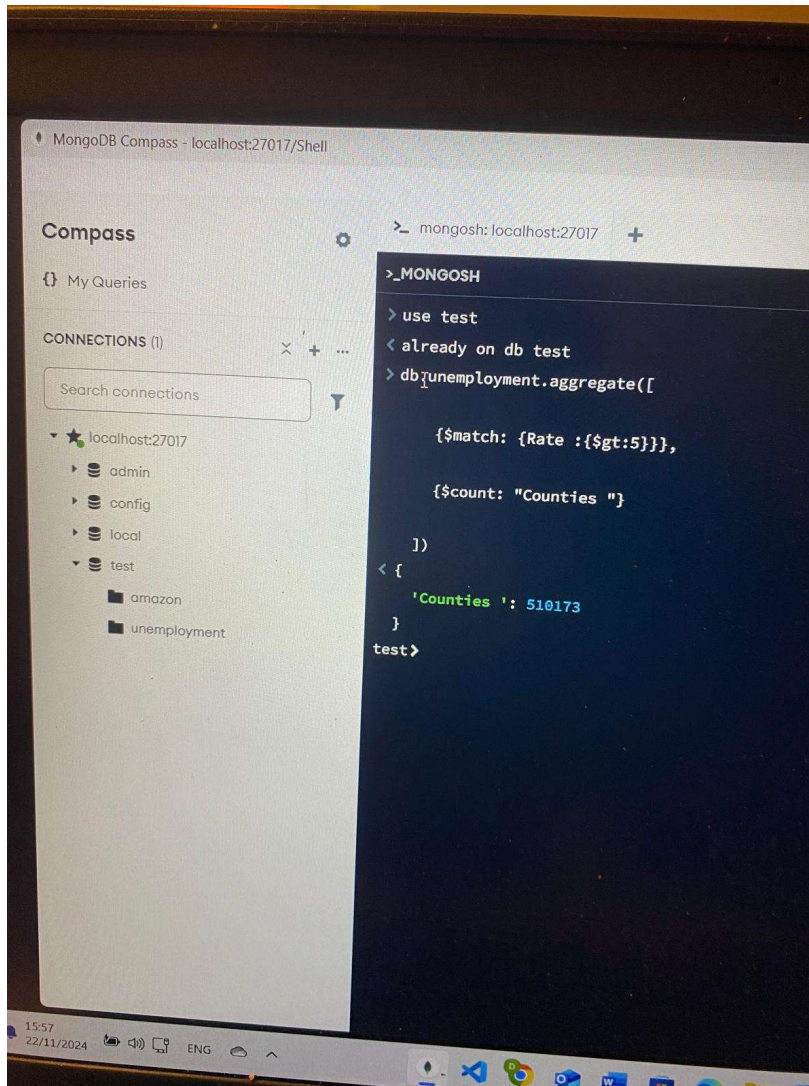 MongoDB Compass - localhost:27017/Shell
Compass
{} My Queries
CONNECTIONS (1)
Search connections
localhost:27017
admin
config
local
test
amazon
unemployment
>_ mongosh: localhost:27017 +
>_MONGOSH
> use test
< already on db test
> db.unemployment.aggregate([
{$match: {Rate :{$gt:5}}},
{$count: "Counties "}
])
< {
'Counties ': 510173
}
test>
15:57
22/11/2024
ENG